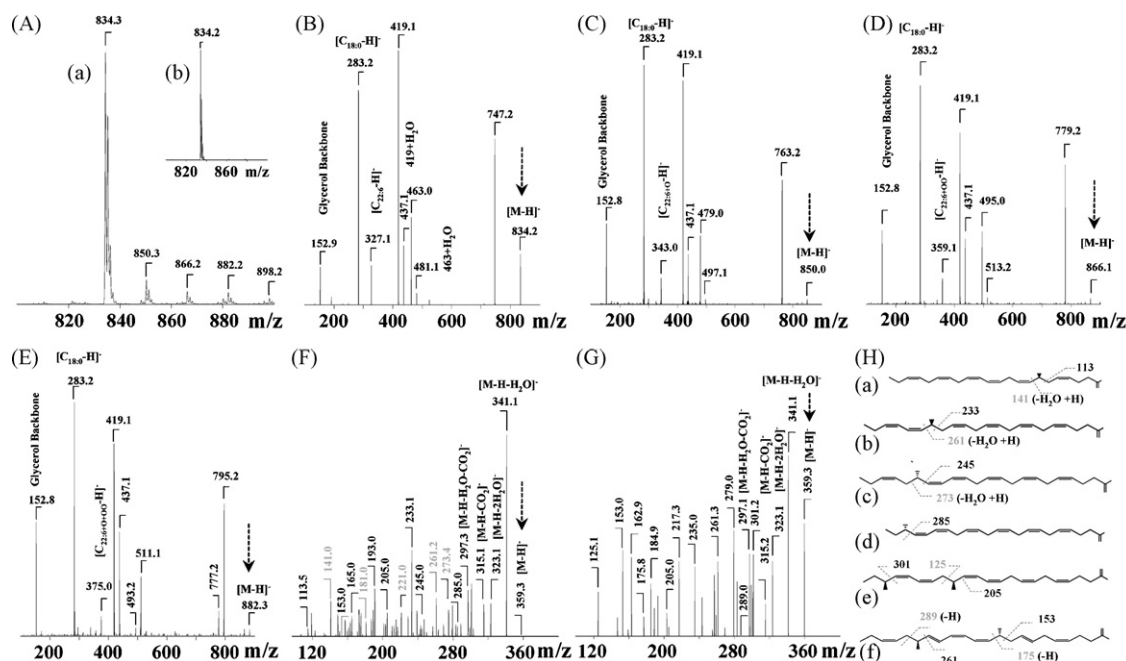 (A)
834.3
(a)
(b)
834.2
820 860 m/z
850.3
866.2
882.2
898.2
820 840 860 880 m/z
(B)
[C18:0-H]-
283.2
419.1
Glycerol Backbone
152.9
[C22:6-H]-
327.1
419+H2O
437.1
463.0
481.1
463+H2O
747.2
[M-H]-
834.2
200 400 600 800 m/z
(C)
[C18:0-H]-
283.2
419.1
Glycerol Backbone
152.8
[C22:6+O-H]-
343.0
437.1
479.0
497.1
763.2
[M-H]-
850.0
200 400 600 800 m/z
(D)
[C18:0-H]-
283.2
419.1
Glycerol Backbone
152.8
[C22:6+OO-H]-
359.1
437.1
495.0
513.2
779.2
[M-H]-
866.1
200 400 600 800 m/z
(E)
[C18:0-H]-
283.2
419.1
Glycerol Backbone
152.8
[C22:6+O+OO-H]-
375.0
437.1
493.2
511.1
795.2
777.2
[M-H]-
882.3
200 400 600 800 m/z
(F)
[M-H-H2O]-
341.1
113.5
141.0
153.0
165.0
181.0
193.0
205.0
221.0
233.1
245.0
261.2
273.4
285.0
297.3 [M-H-H2O-CO2]-
315.1 [M-H-CO2]-
323.1 [M-H-2H2O]-
359.3 [M-H]-
120 200 280 360 m/z
(G)
[M-H-H2O]-
341.1
125.1
153.0
162.9
175.8
184.9
205.0
217.3
235.0
261.3
279.0
289.0
297.1 [M-H-H2O-CO2]-
301.2
315.2 [M-H-CO2]-
323.1 [M-H-2H2O]-
359.3 [M-H]-
120 200 280 360 m/z
(H)
(a)
113
141 (-H2O +H)
(b)
233
261 (-H2O +H)
(c)
245
273 (-H2O +H)
(d)
285
(e)
301 125
205
(f)
289 (-H) 153
261 175 (-H)